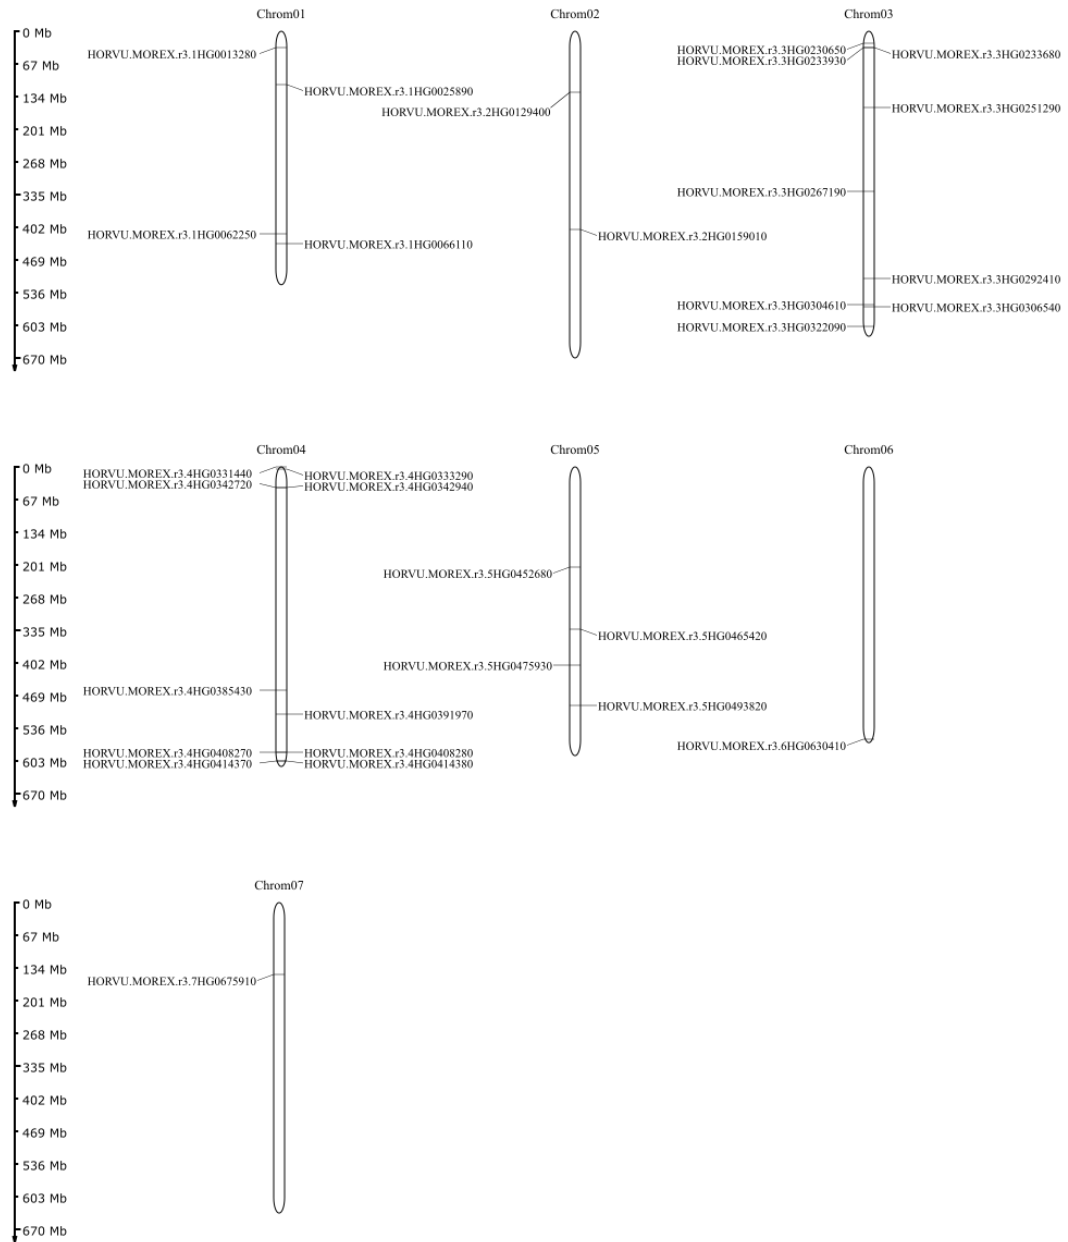 Chrom01
Chrom02
Chrom03
0 Mb
67 Mb
134 Mb
201 Mb
268 Mb
335 Mb
402 Mb
469 Mb
536 Mb
603 Mb
670 Mb
HORVU.MOREX.r3.1HG0013280
HORVU.MOREX.r3.1HG0025890
HORVU.MOREX.r3.1HG0062250
HORVU.MOREX.r3.1HG0066110
HORVU.MOREX.r3.2HG0129400
HORVU.MOREX.r3.2HG0159010
HORVU.MOREX.r3.3HG0230650
HORVU.MOREX.r3.3HG0233680
HORVU.MOREX.r3.3HG0233930
HORVU.MOREX.r3.3HG0251290
HORVU.MOREX.r3.3HG0267190
HORVU.MOREX.r3.3HG0292410
HORVU.MOREX.r3.3HG0304610
HORVU.MOREX.r3.3HG0306540
HORVU.MOREX.r3.3HG0322090
Chrom04
Chrom05
Chrom06
0 Mb
67 Mb
134 Mb
201 Mb
268 Mb
335 Mb
402 Mb
469 Mb
536 Mb
603 Mb
670 Mb
HORVU.MOREX.r3.4HG0331440
HORVU.MOREX.r3.4HG0333290
HORVU.MOREX.r3.4HG0342720
HORVU.MOREX.r3.4HG0342940
HORVU.MOREX.r3.4HG0385430
HORVU.MOREX.r3.4HG0391970
HORVU.MOREX.r3.4HG0408270
HORVU.MOREX.r3.4HG0408280
HORVU.MOREX.r3.4HG0414370
HORVU.MOREX.r3.4HG0414380
HORVU.MOREX.r3.5HG0452680
HORVU.MOREX.r3.5HG0465420
HORVU.MOREX.r3.5HG0475930
HORVU.MOREX.r3.5HG0493820
HORVU.MOREX.r3.6HG0630410
Chrom07
0 Mb
67 Mb
134 Mb
201 Mb
268 Mb
335 Mb
402 Mb
469 Mb
536 Mb
603 Mb
670 Mb
HORVU.MOREX.r3.7HG0675910